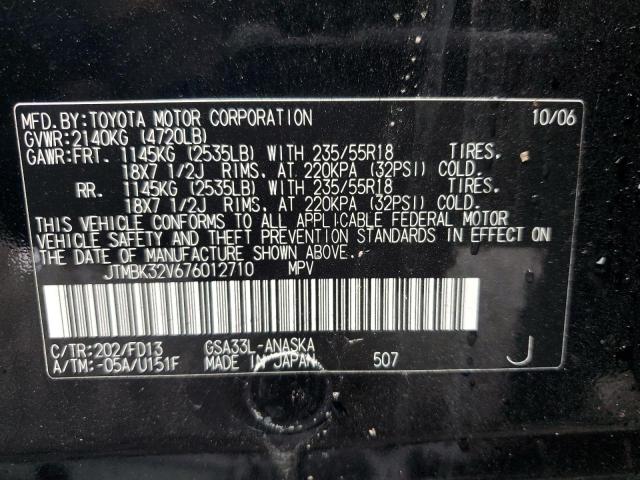 MFD.BY:TOYOTA MOTOR CORPORATION 10/06
GVWR:2140KG (4720LB)
GAWR:FRT. 1145KG (2535LB) WITH 235/55R18 TIRES.
18X7 1/2J RIMS. AT 220KPA (32PSI) COLD.
RR. 1145KG (2535LB) WITH 235/55R18 TIRES.
18X7 1/2J RIMS. AT 220KPA (32PSI) COLD.
THIS VEHICLE CONFORMS TO ALL APPLICABLE FEDERAL MOTOR
VEHICLE SAFETY AND THEFT PREVENTION STANDARDS IN EFFECT ON
THE DATE OF MANUFACTURE SHOWN ABOVE.
JTMBK32V676012710 MPV
C/TR:202/FD13 GSA33L-ANASKA
A/TM:-05A/U151F MADE IN JAPAN 507 J